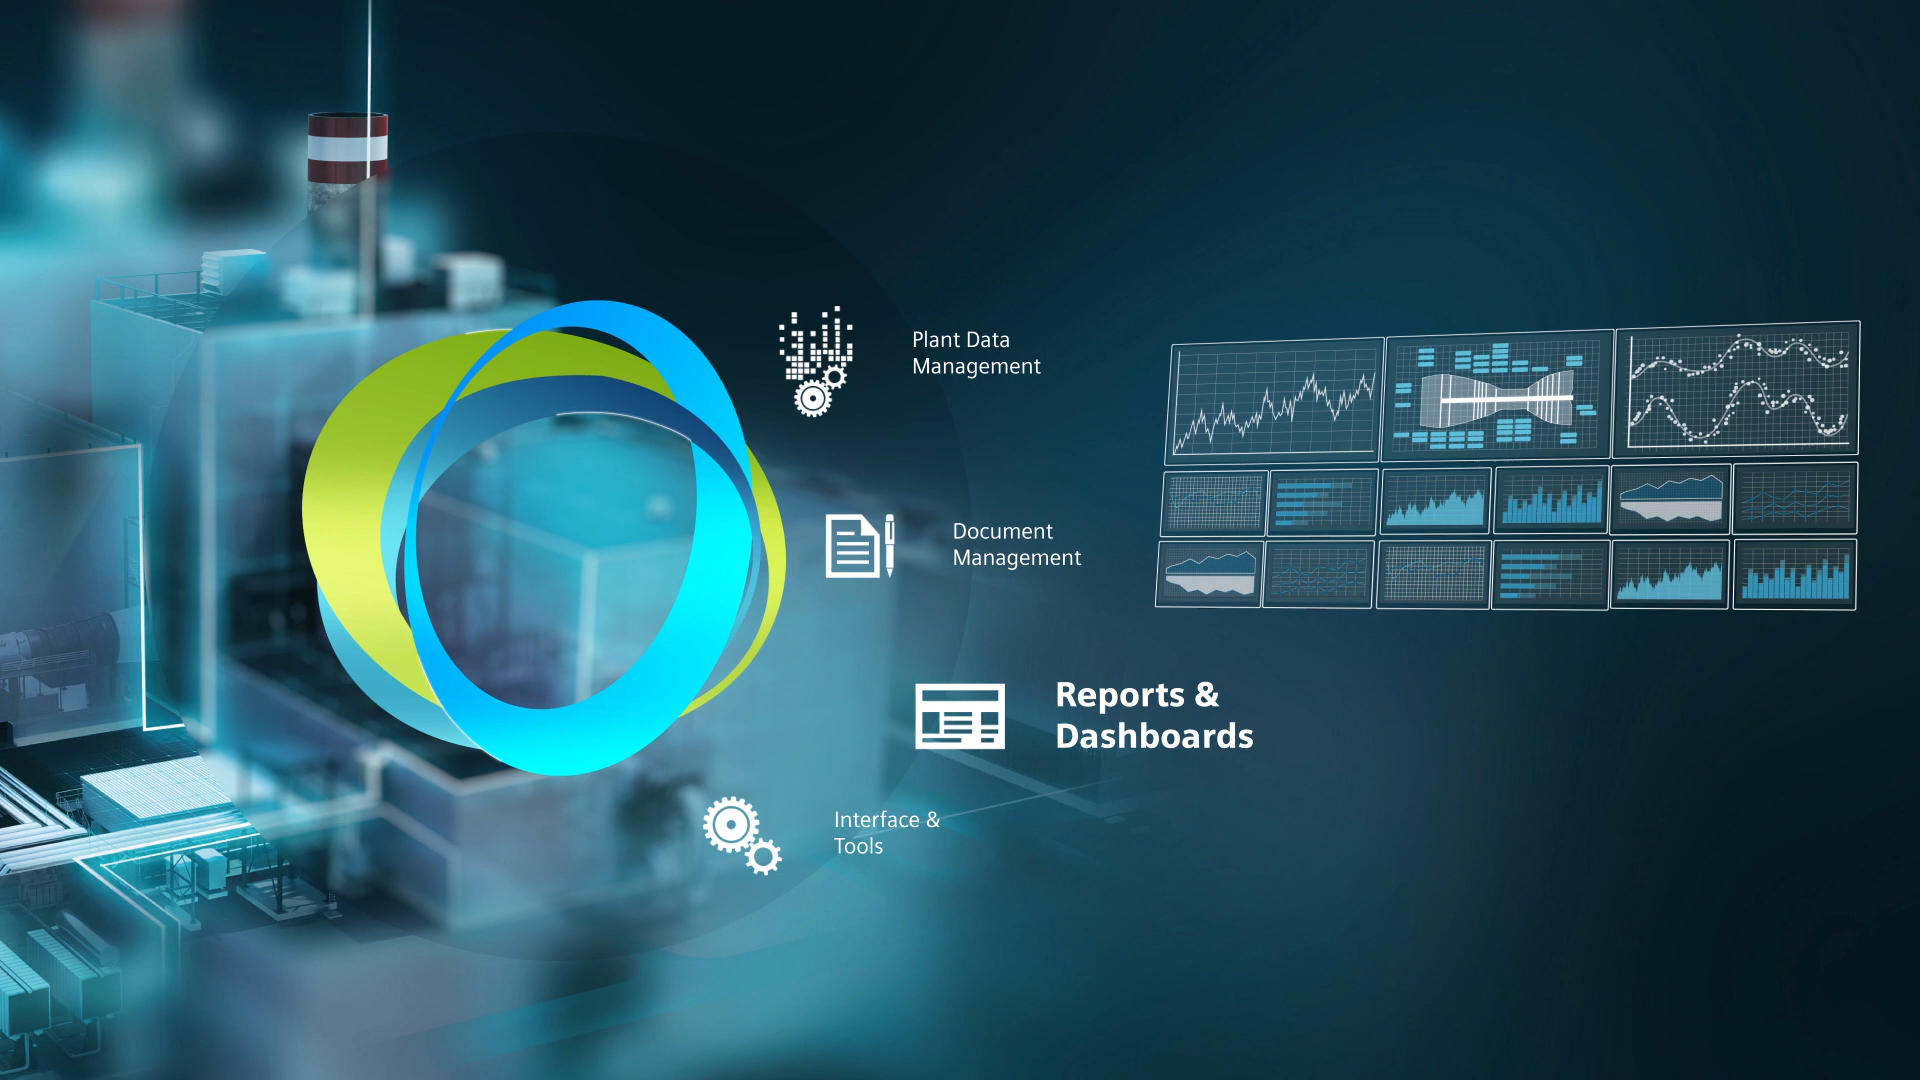 Plant Data
Management
Document
Management
Reports &
Dashboards
Interface &
Tools